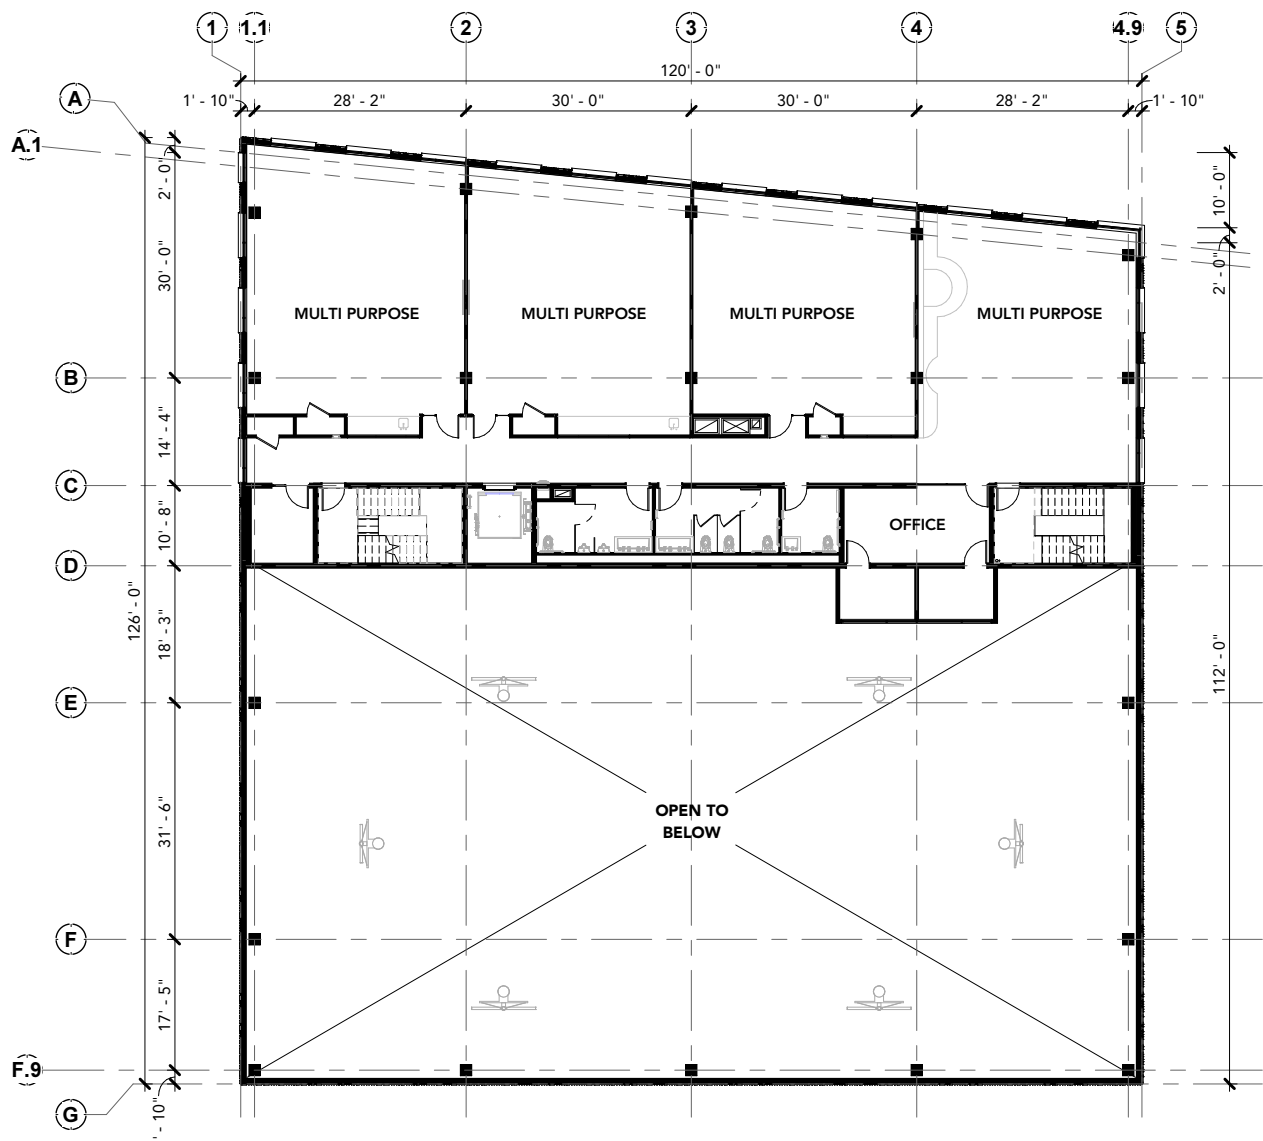 1 1.1 2 3 4 4.9 5
120' - 0"
1' - 10" 28' - 2" 30' - 0" 30' - 0" 28' - 2" 1' - 10"
A
A.1
2' - 0"
10' - 0"
30' - 0"
2' - 0"
MULTI PURPOSE MULTI PURPOSE MULTI PURPOSE MULTI PURPOSE
B
14' - 4"
C
10' - 8"
OFFICE
D
126' - 0"
18' - 3"
112' - 0"
E
31' - 6"
OPEN TO
BELOW
F
17' - 5"
F.9
G
' - 10"